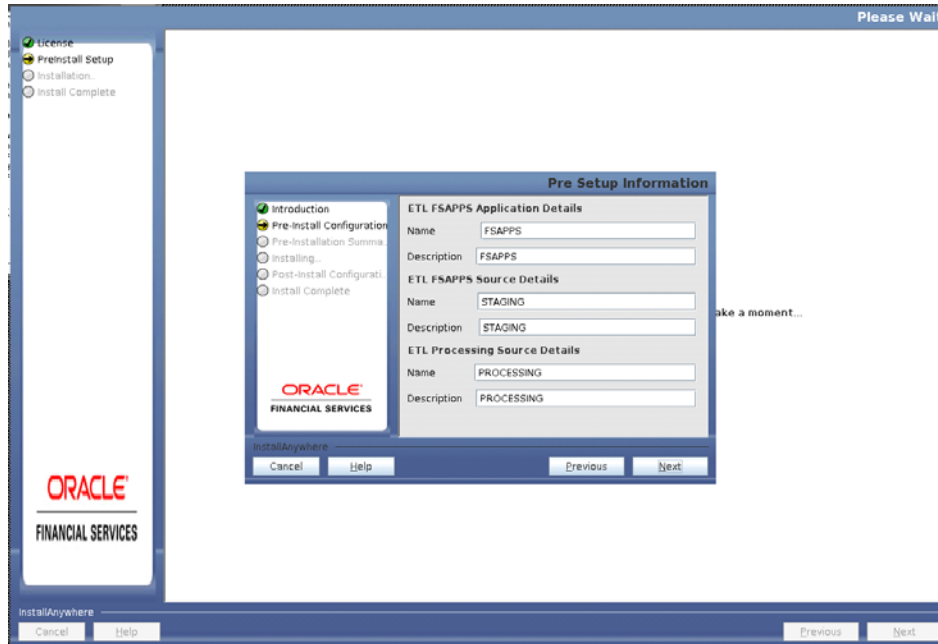 Please Wait
License
PreInstall Setup
Installation..
Install Complete
Pre Setup Information
Introduction
Pre-Install Configuration
Pre-Installation Summa..
Installing...
Post-Install Configurati..
Install Complete
ETL FSAPPS Application Details
Name FSAPPS
Description FSAPPS
ETL FSAPPS Source Details
Name STAGING
Description STAGING
ETL Processing Source Details
Name PROCESSING
Description PROCESSING
ake a moment...
ORACLE
FINANCIAL SERVICES
InstallAnywhere
Cancel Help Previous Next
ORACLE
FINANCIAL SERVICES
InstallAnywhere
Cancel Help Previous Next